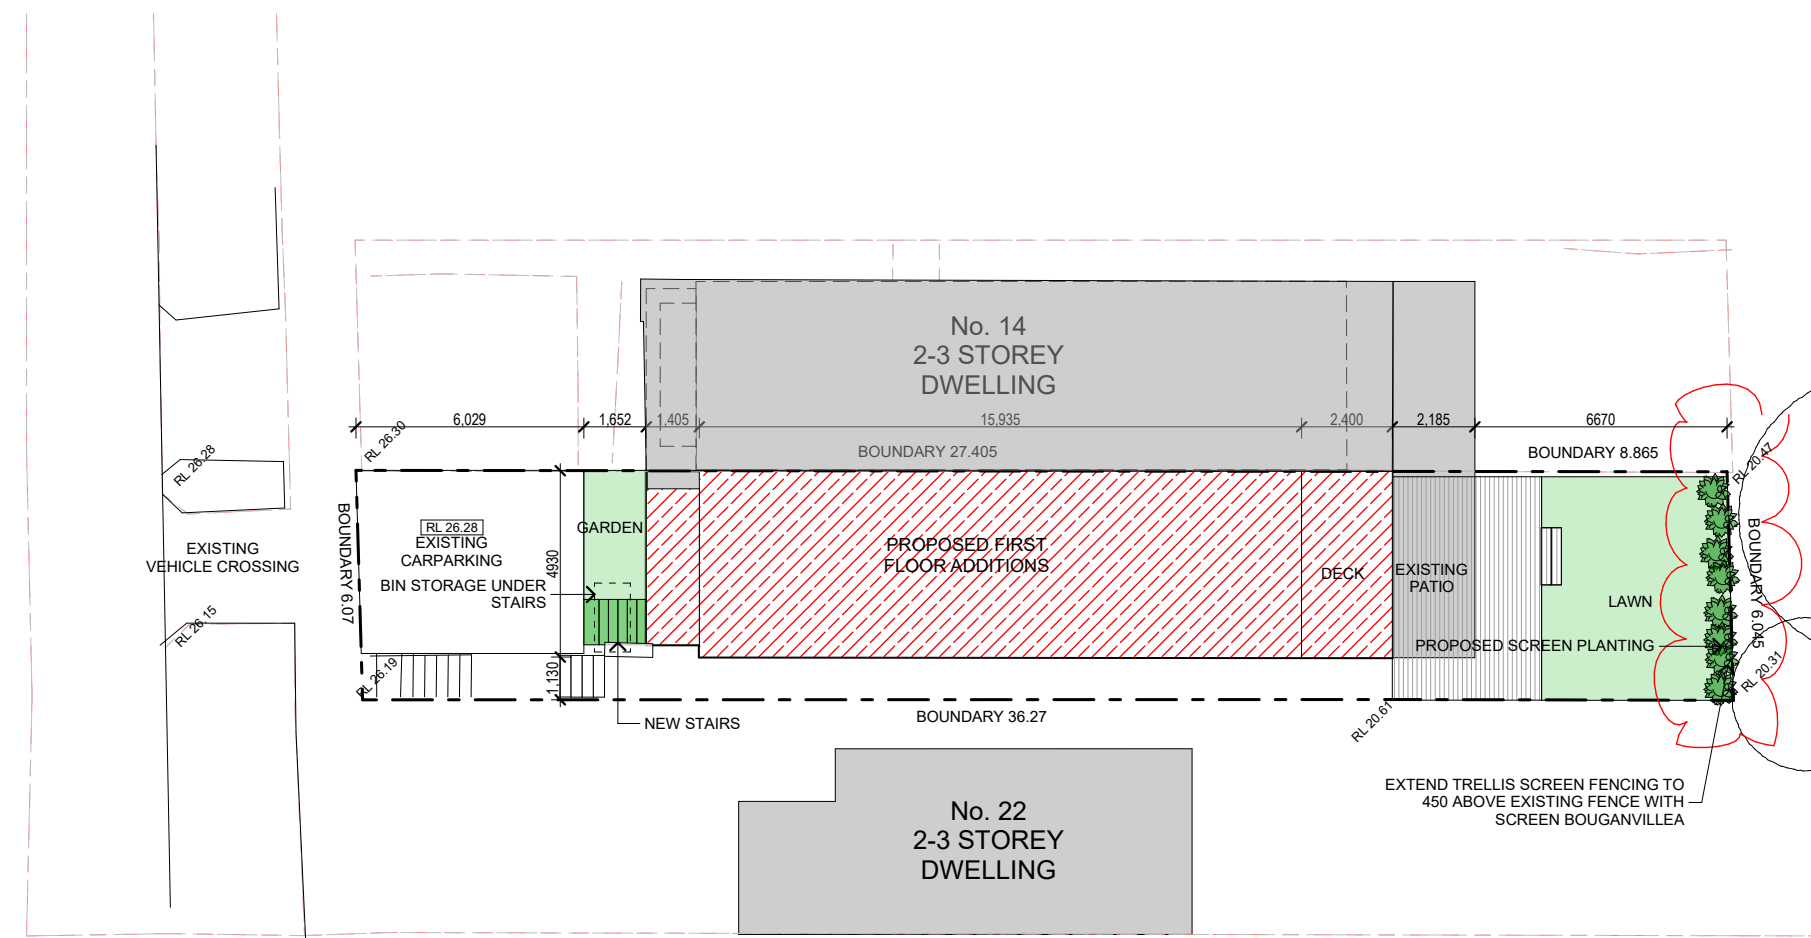 No. 14
2-3 STOREY
DWELLING
6,029
1,652
1,405
15,935
2,400
2,185
6670
RL 26.30
BOUNDARY 27.405
BOUNDARY 8.865
RL 26.28
RL 20.47
BOUNDARY 6.07
RL 26.28
EXISTING
CARPARKING
4930
GARDEN
PROPOSED FIRST
FLOOR ADDITIONS
DECK
EXISTING
PATIO
LAWN
BOUNDARY 6.045
EXISTING
VEHICLE CROSSING
BIN STORAGE UNDER
STAIRS
RL 26.15
PROPOSED SCREEN PLANTING
RL 26.19
1,130
RL 20.31
NEW STAIRS
BOUNDARY 36.27
RL 20.61
EXTEND TRELLIS SCREEN FENCING TO
450 ABOVE EXISTING FENCE WITH
SCREEN BOUGANVILLEA
No. 22
2-3 STOREY
DWELLING